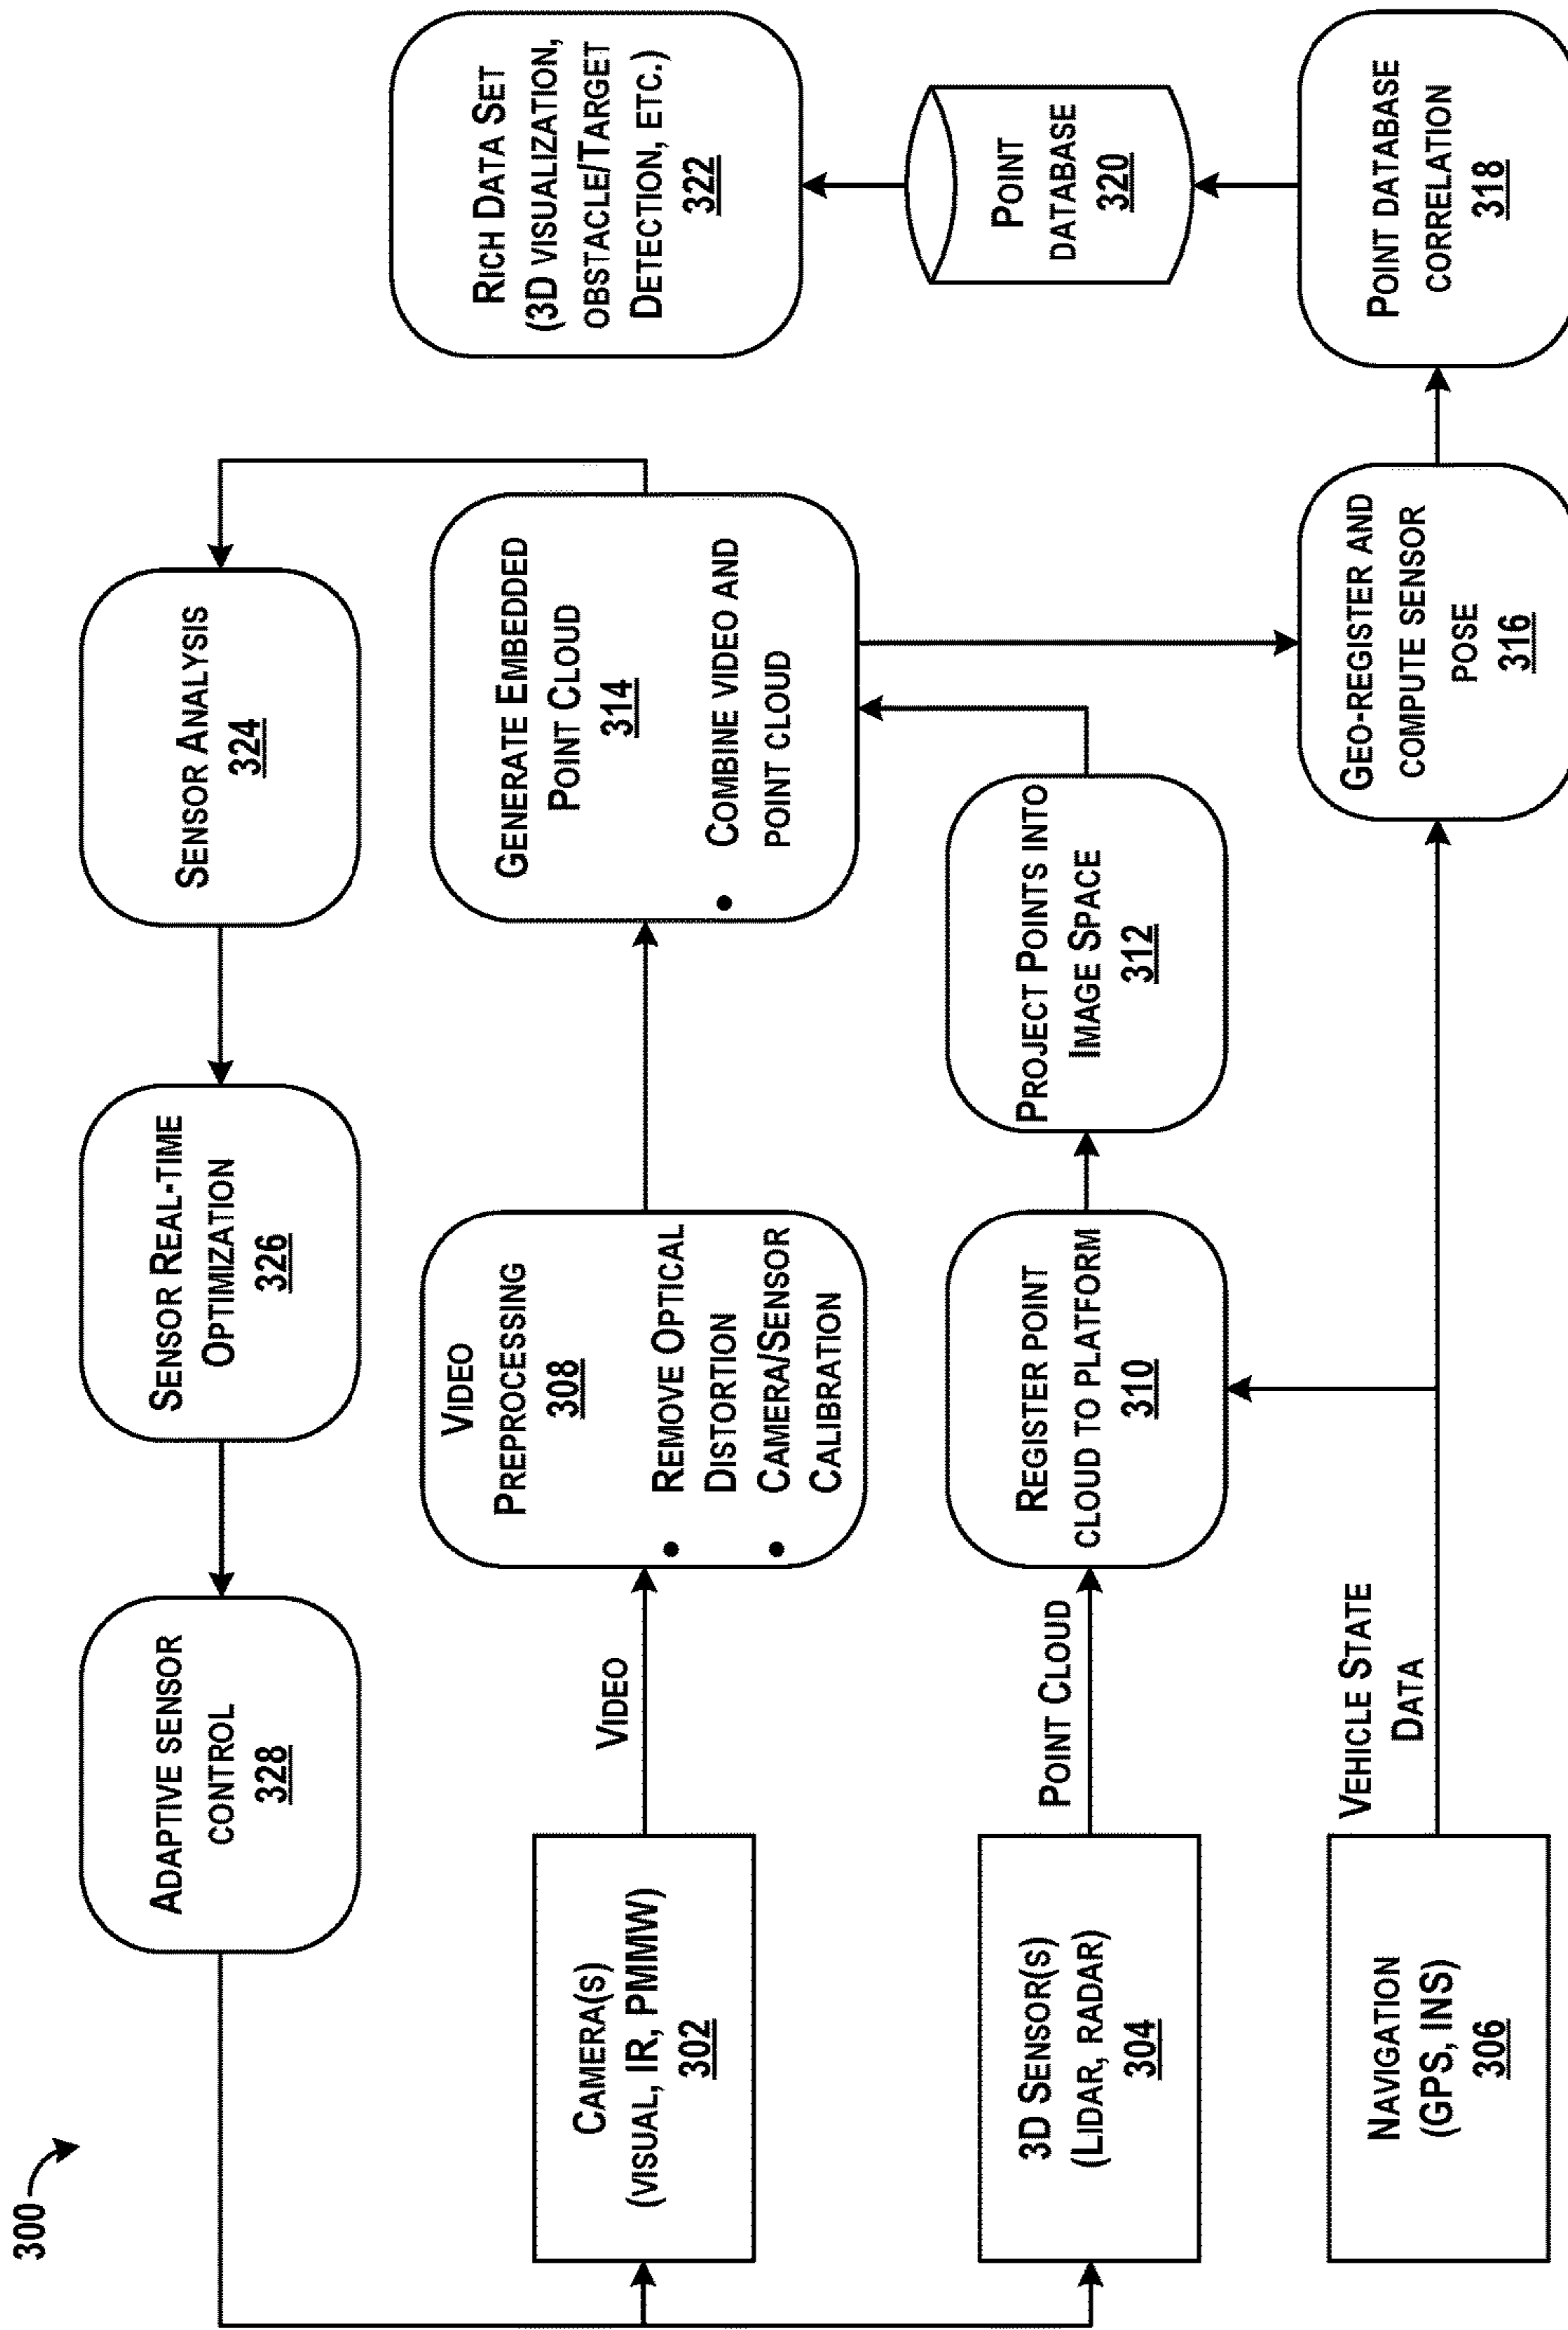 300
ADAPTIVE SENSOR
CONTROL
328
SENSOR REAL-TIME
OPTIMIZATION
326
SENSOR ANALYSIS
324
CAMERA(S)
(VISUAL, IR, PMMW)
302
VIDEO
VIDEO
PREPROCESSING
308
• REMOVE OPTICAL
DISTORTION
• CAMERA/SENSOR
CALIBRATION
GENERATE EMBEDDED
POINT CLOUD
314
• COMBINE VIDEO AND
POINT CLOUD
RICH DATA SET
(3D VISUALIZATION,
OBSTACLE/TARGET
DETECTION, ETC.)
322
3D SENSOR(S)
(LIDAR, RADAR)
304
POINT CLOUD
REGISTER POINT
CLOUD TO PLATFORM
310
PROJECT POINTS INTO
IMAGE SPACE
312
POINT
DATABASE
320
NAVIGATION
(GPS, INS)
306
VEHICLE STATE
DATA
GEO-REGISTER AND
COMPUTE SENSOR
POSE
316
POINT DATABASE
CORRELATION
318